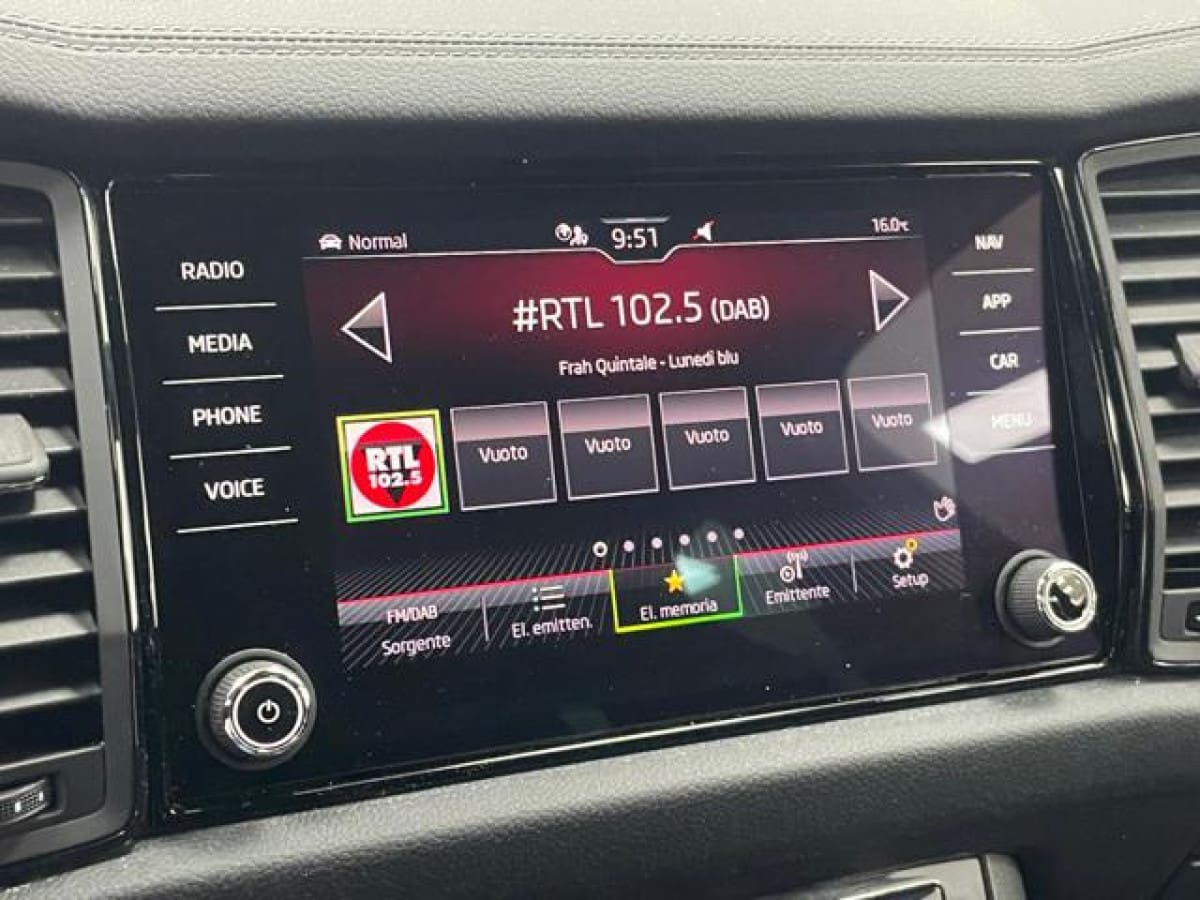 Normal
9:51
16.0°c
RADIO
MEDIA
PHONE
VOICE
NAV
APP
CAR
MENU
#RTL 102.5 (DAB)
Frah Quintale - Lunedì blu
RTL
102.5
Vuoto
Vuoto
Vuoto
Vuoto
Vuoto
FM/DAB
Sorgente
El. emitten.
El. memoria
Emittente
Setup